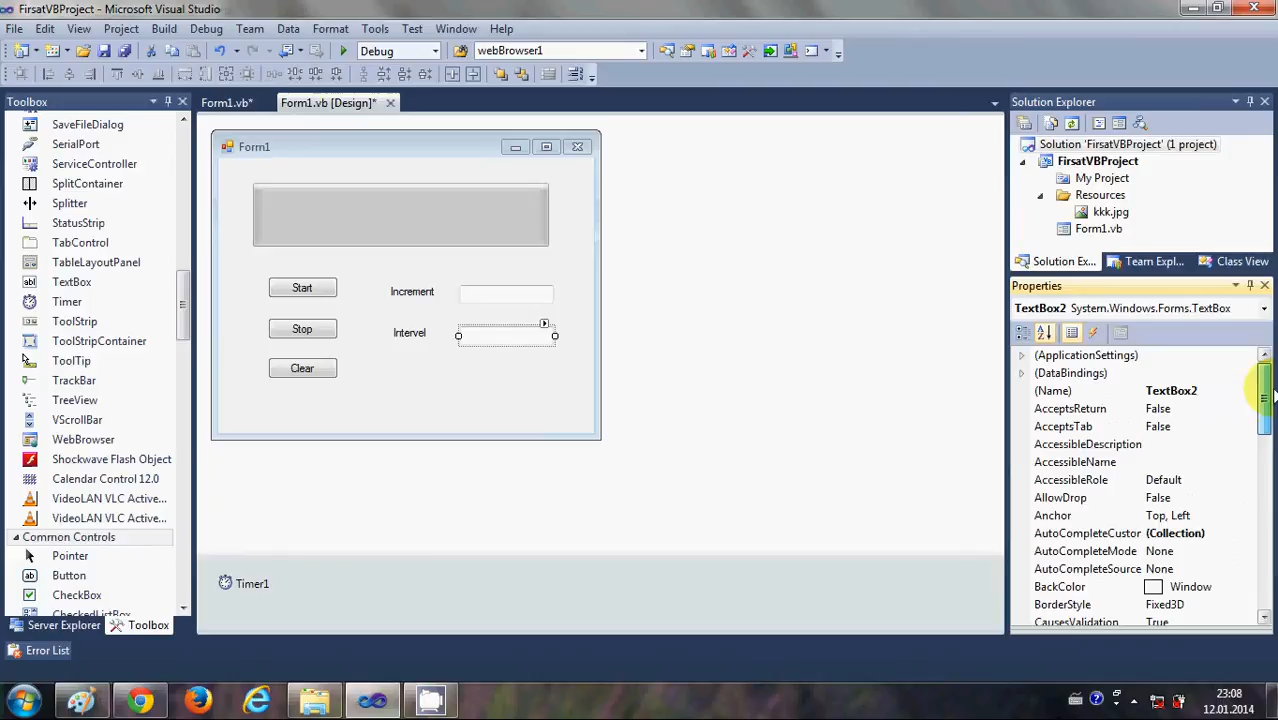 FirsatVBProject - Microsoft Visual Studio
File Edit View Project Build Debug Team Data Format Tools Test Window Help
Debug webBrowser1
Toolbox
Form1.vb* Form1.vb [Design]*
Solution Explorer
SaveFileDialog
SerialPort
ServiceController
SplitContainer
Splitter
StatusStrip
TabControl
TableLayoutPanel
TextBox
Timer
ToolStrip
ToolStripContainer
ToolTip
TrackBar
TreeView
VScrollBar
WebBrowser
Shockwave Flash Object
Calendar Control 12.0
VideoLAN VLC Active...
VideoLAN VLC Active...
Common Controls
Pointer
Button
CheckBox
CheckedListBox
Server Explorer Toolbox
Error List
Form1
Start
Stop
Clear
Increment
Intervel
Timer1
Solution 'FirsatVBProject' (1 project)
FirsatVBProject
My Project
Resources
kkk.jpg
Form1.vb
Solution Ex... Team Expl... Class View
Properties
TextBox2 System.Windows.Forms.TextBox
(ApplicationSettings)
(DataBindings)
(Name) TextBox2
AcceptsReturn False
AcceptsTab False
AccessibleDescription
AccessibleName
AccessibleRole Default
AllowDrop False
Anchor Top, Left
AutoCompleteCustor (Collection)
AutoCompleteMode None
AutoCompleteSource None
BackColor Window
BorderStyle Fixed3D
CausesValidation True
23:08
12.01.2014